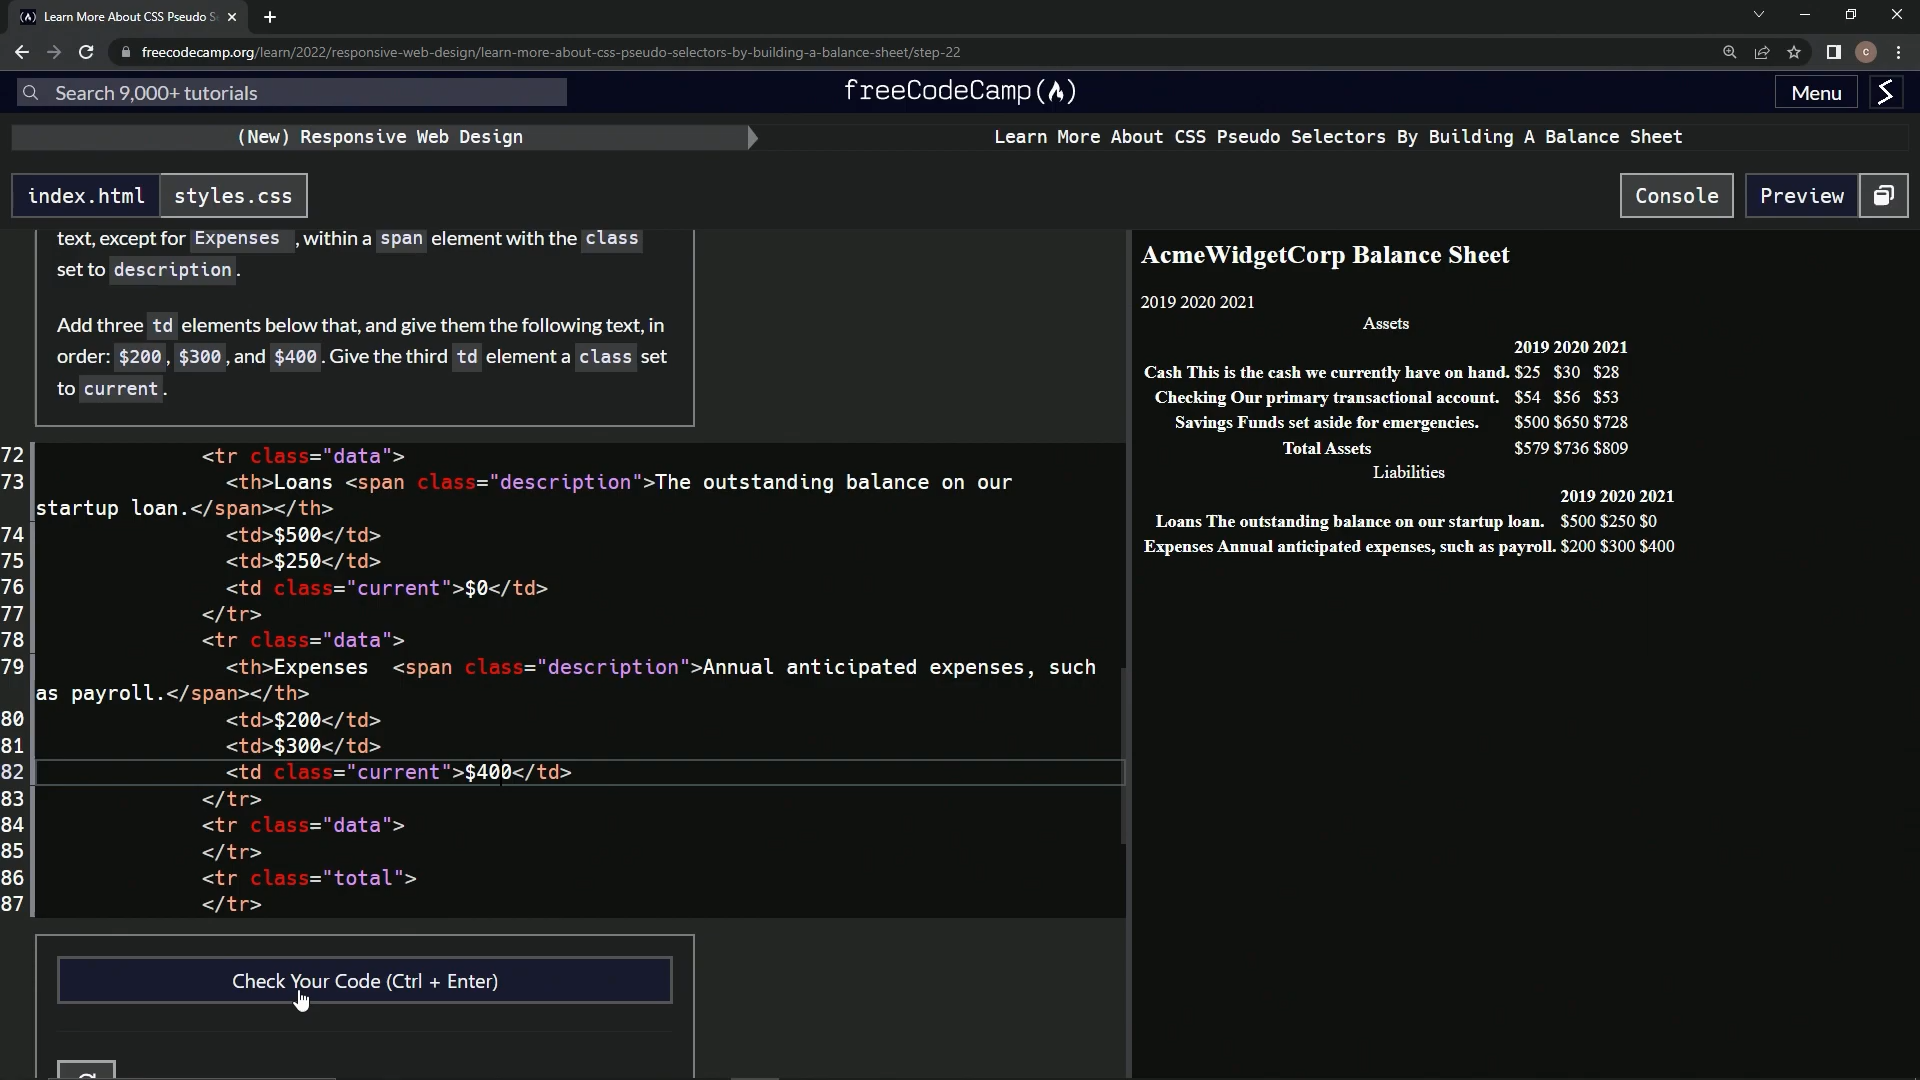 Learn More About CSS Pseudo S
freecodecamp.org/learn/2022/responsive-web-design/learn-more-about-css-pseudo-selectors-by-building-a-balance-sheet/step-22
C
Search 9,000+ tutorials
freeCodeCamp
Menu
(New) Responsive Web Design
Learn More About CSS Pseudo Selectors By Building A Balance Sheet
index.html
styles.css
Console
Preview
text, except for Expenses , within a span element with the class
set to description .
Add three td elements below that, and give them the following text, in
order: $200 , $300 , and $400 . Give the third td element a class set
to current .
72 <tr class="data">
73 <th>Loans <span class="description">The outstanding balance on our
startup loan.</span></th>
74 <td>$500</td>
75 <td>$250</td>
76 <td class="current">$0</td>
77 </tr>
78 <tr class="data">
79 <th>Expenses  <span class="description">Annual anticipated expenses, such
as payroll.</span></th>
80 <td>$200</td>
81 <td>$300</td>
82 <td class="current">$400</td>
83 </tr>
84 <tr class="data">
85 </tr>
86 <tr class="total">
87 </tr>
Check Your Code (Ctrl + Enter)
AcmeWidgetCorp Balance Sheet
2019 2020 2021
Assets
2019 2020 2021
Cash This is the cash we currently have on hand. $25 $30 $28
Checking Our primary transactional account. $54 $56 $53
Savings Funds set aside for emergencies. $500 $650 $728
Total Assets $579 $736 $809
Liabilities
2019 2020 2021
Loans The outstanding balance on our startup loan. $500 $250 $0
Expenses Annual anticipated expenses, such as payroll. $200 $300 $400